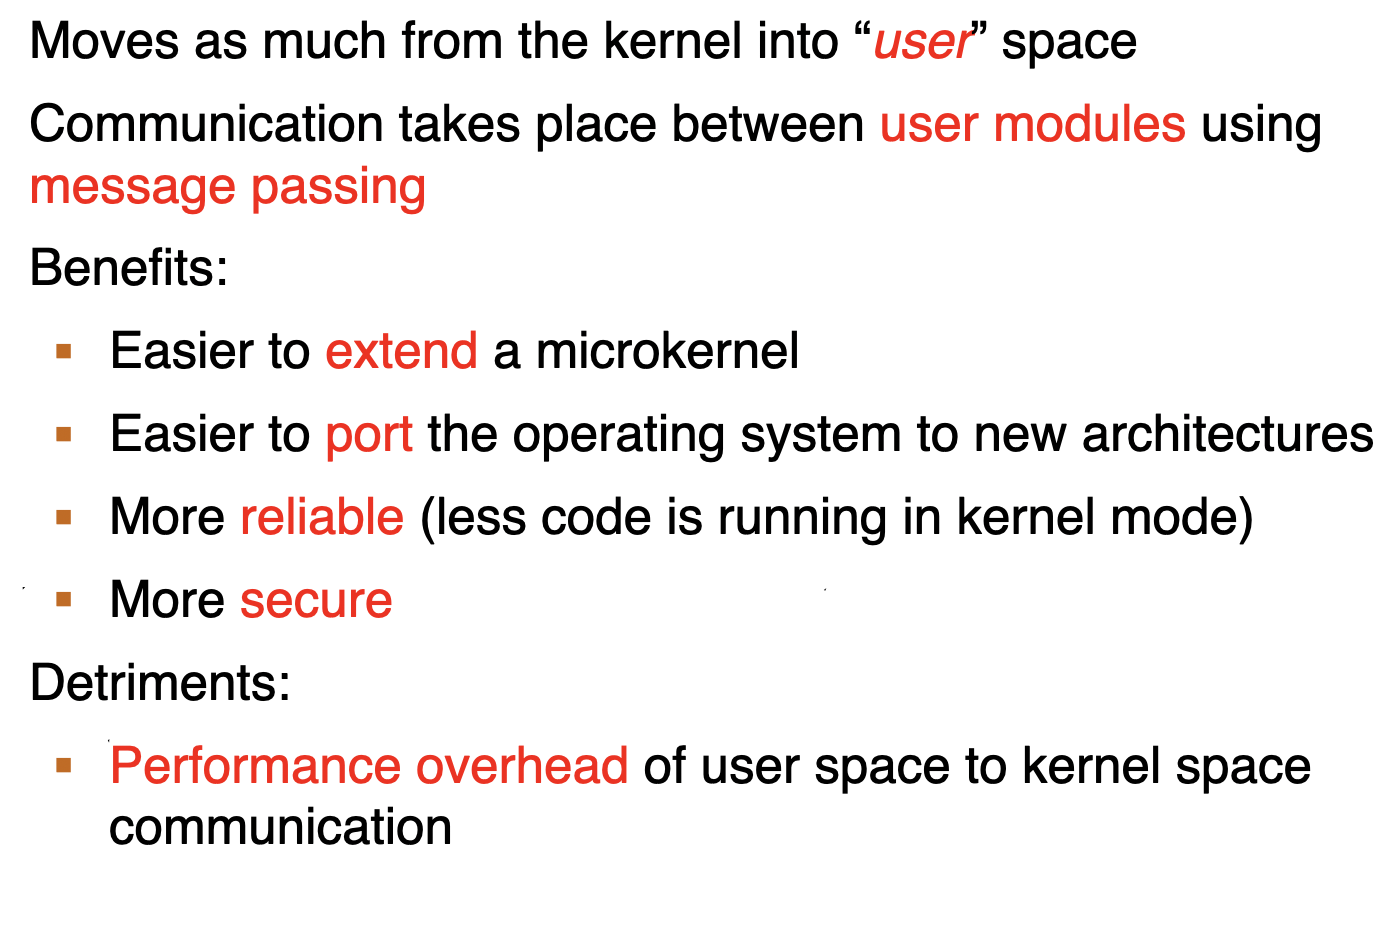 Moves as much from the kernel into “user” space
Communication takes place between user modules using
message passing
Benefits:
▪ Easier to extend a microkernel
▪ Easier to port the operating system to new architectures
▪ More reliable (less code is running in kernel mode)
▪ More secure
Detriments:
▪ Performance overhead of user space to kernel space
communication